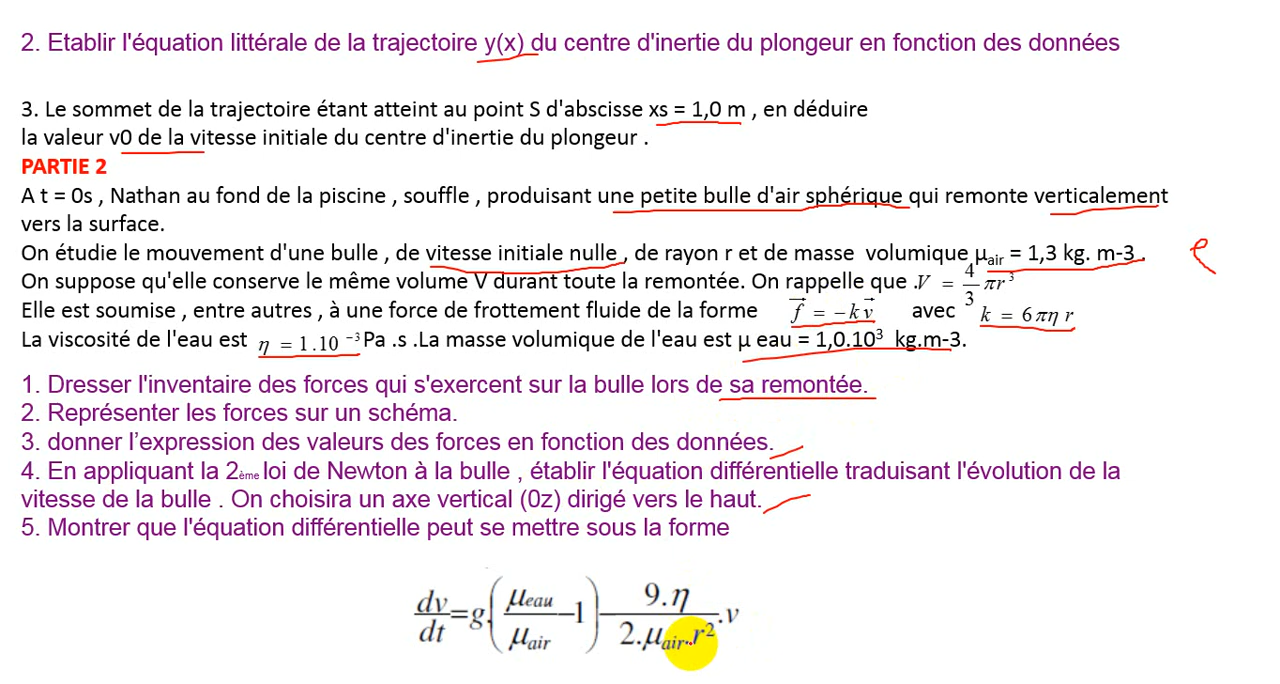 2. Etablir l'équation littérale de la trajectoire y(x) du centre d'inertie du plongeur en fonction des données
3. Le sommet de la trajectoire étant atteint au point S d'abscisse xs = 1,0 m , en déduire
la valeur v0 de la vitesse initiale du centre d'inertie du plongeur .
PARTIE 2
A t = 0s , Nathan au fond de la piscine , souffle , produisant une petite bulle d'air sphérique qui remonte verticalement
vers la surface.
On étudie le mouvement d'une bulle , de vitesse initiale nulle , de rayon r et de masse volumique μair = 1,3 kg. m-3 . ρ
On suppose qu'elle conserve le même volume V durant toute la remontée. On rappelle que .V = 4/3 πr³
Elle est soumise , entre autres , à une force de frottement fluide de la forme f⃗ = −k v⃗ avec k = 6πη r
La viscosité de l'eau est η = 1.10 ⁻³ Pa .s .La masse volumique de l'eau est μ eau = 1,0.10³ kg.m-3.
1. Dresser l'inventaire des forces qui s'exercent sur la bulle lors de sa remontée.
2. Représenter les forces sur un schéma.
3. donner l’expression des valeurs des forces en fonction des données.
4. En appliquant la 2ème loi de Newton à la bulle , établir l'équation différentielle traduisant l'évolution de la
vitesse de la bulle . On choisira un axe vertical (0z) dirigé vers le haut.
5. Montrer que l'équation différentielle peut se mettre sous la forme
dv/dt = g.(μeau/μair − 1) − 9.η/(2.μair.r²).v